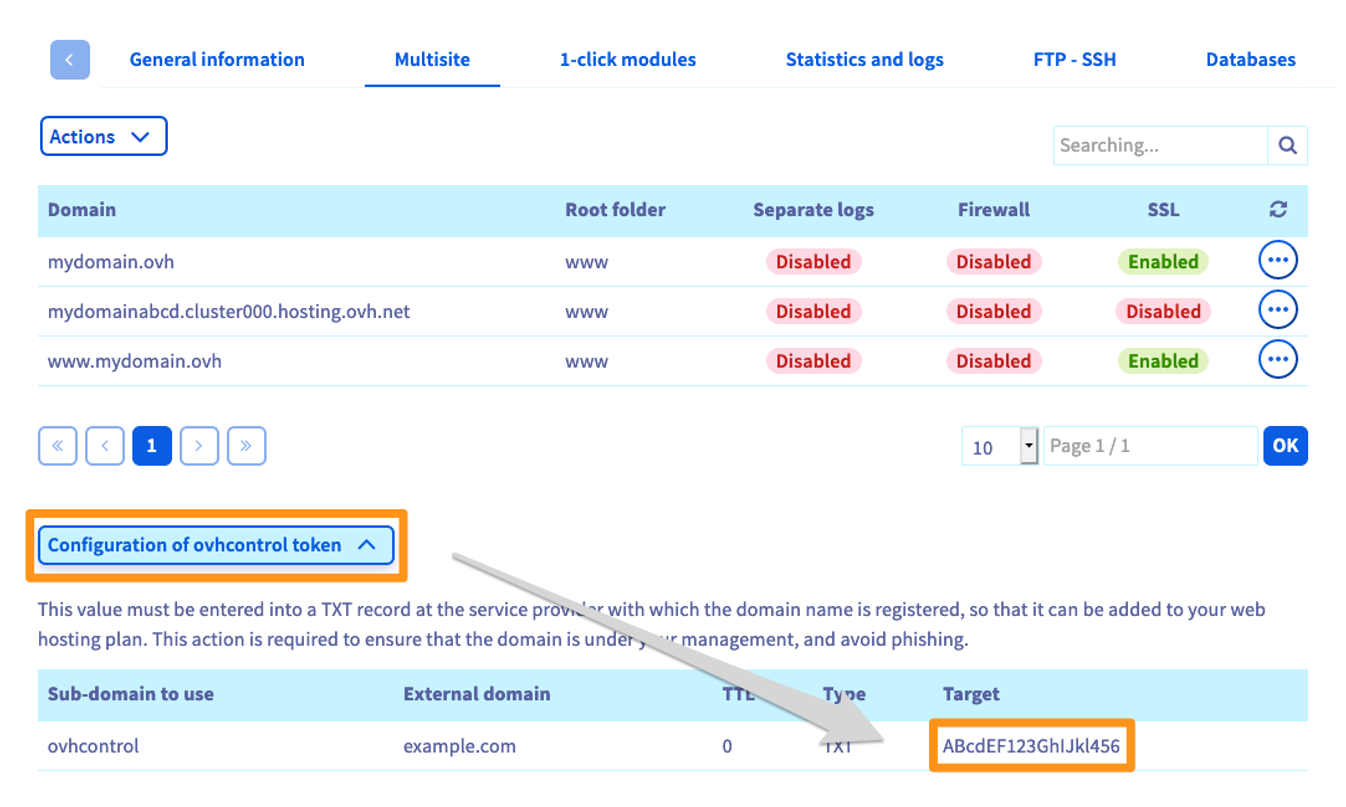 General information Multisite 1-click modules Statistics and logs FTP - SSH Databases
Actions
Searching...
Domain Root folder Separate logs Firewall SSL
mydomain.ovh www Disabled Disabled Enabled
mydomainabcd.cluster000.hosting.ovh.net www Disabled Disabled Disabled
www.mydomain.ovh www Disabled Disabled Enabled
« ‹ 1 › » 10 Page 1 / 1 OK
Configuration of ovhcontrol token
This value must be entered into a TXT record at the service provider with which the domain name is registered, so that it can be added to your web
hosting plan. This action is required to ensure that the domain is under your management, and avoid phishing.
Sub-domain to use External domain TTL Type Target
ovhcontrol example.com 0 TXT ABcdEF123GhIJkl456